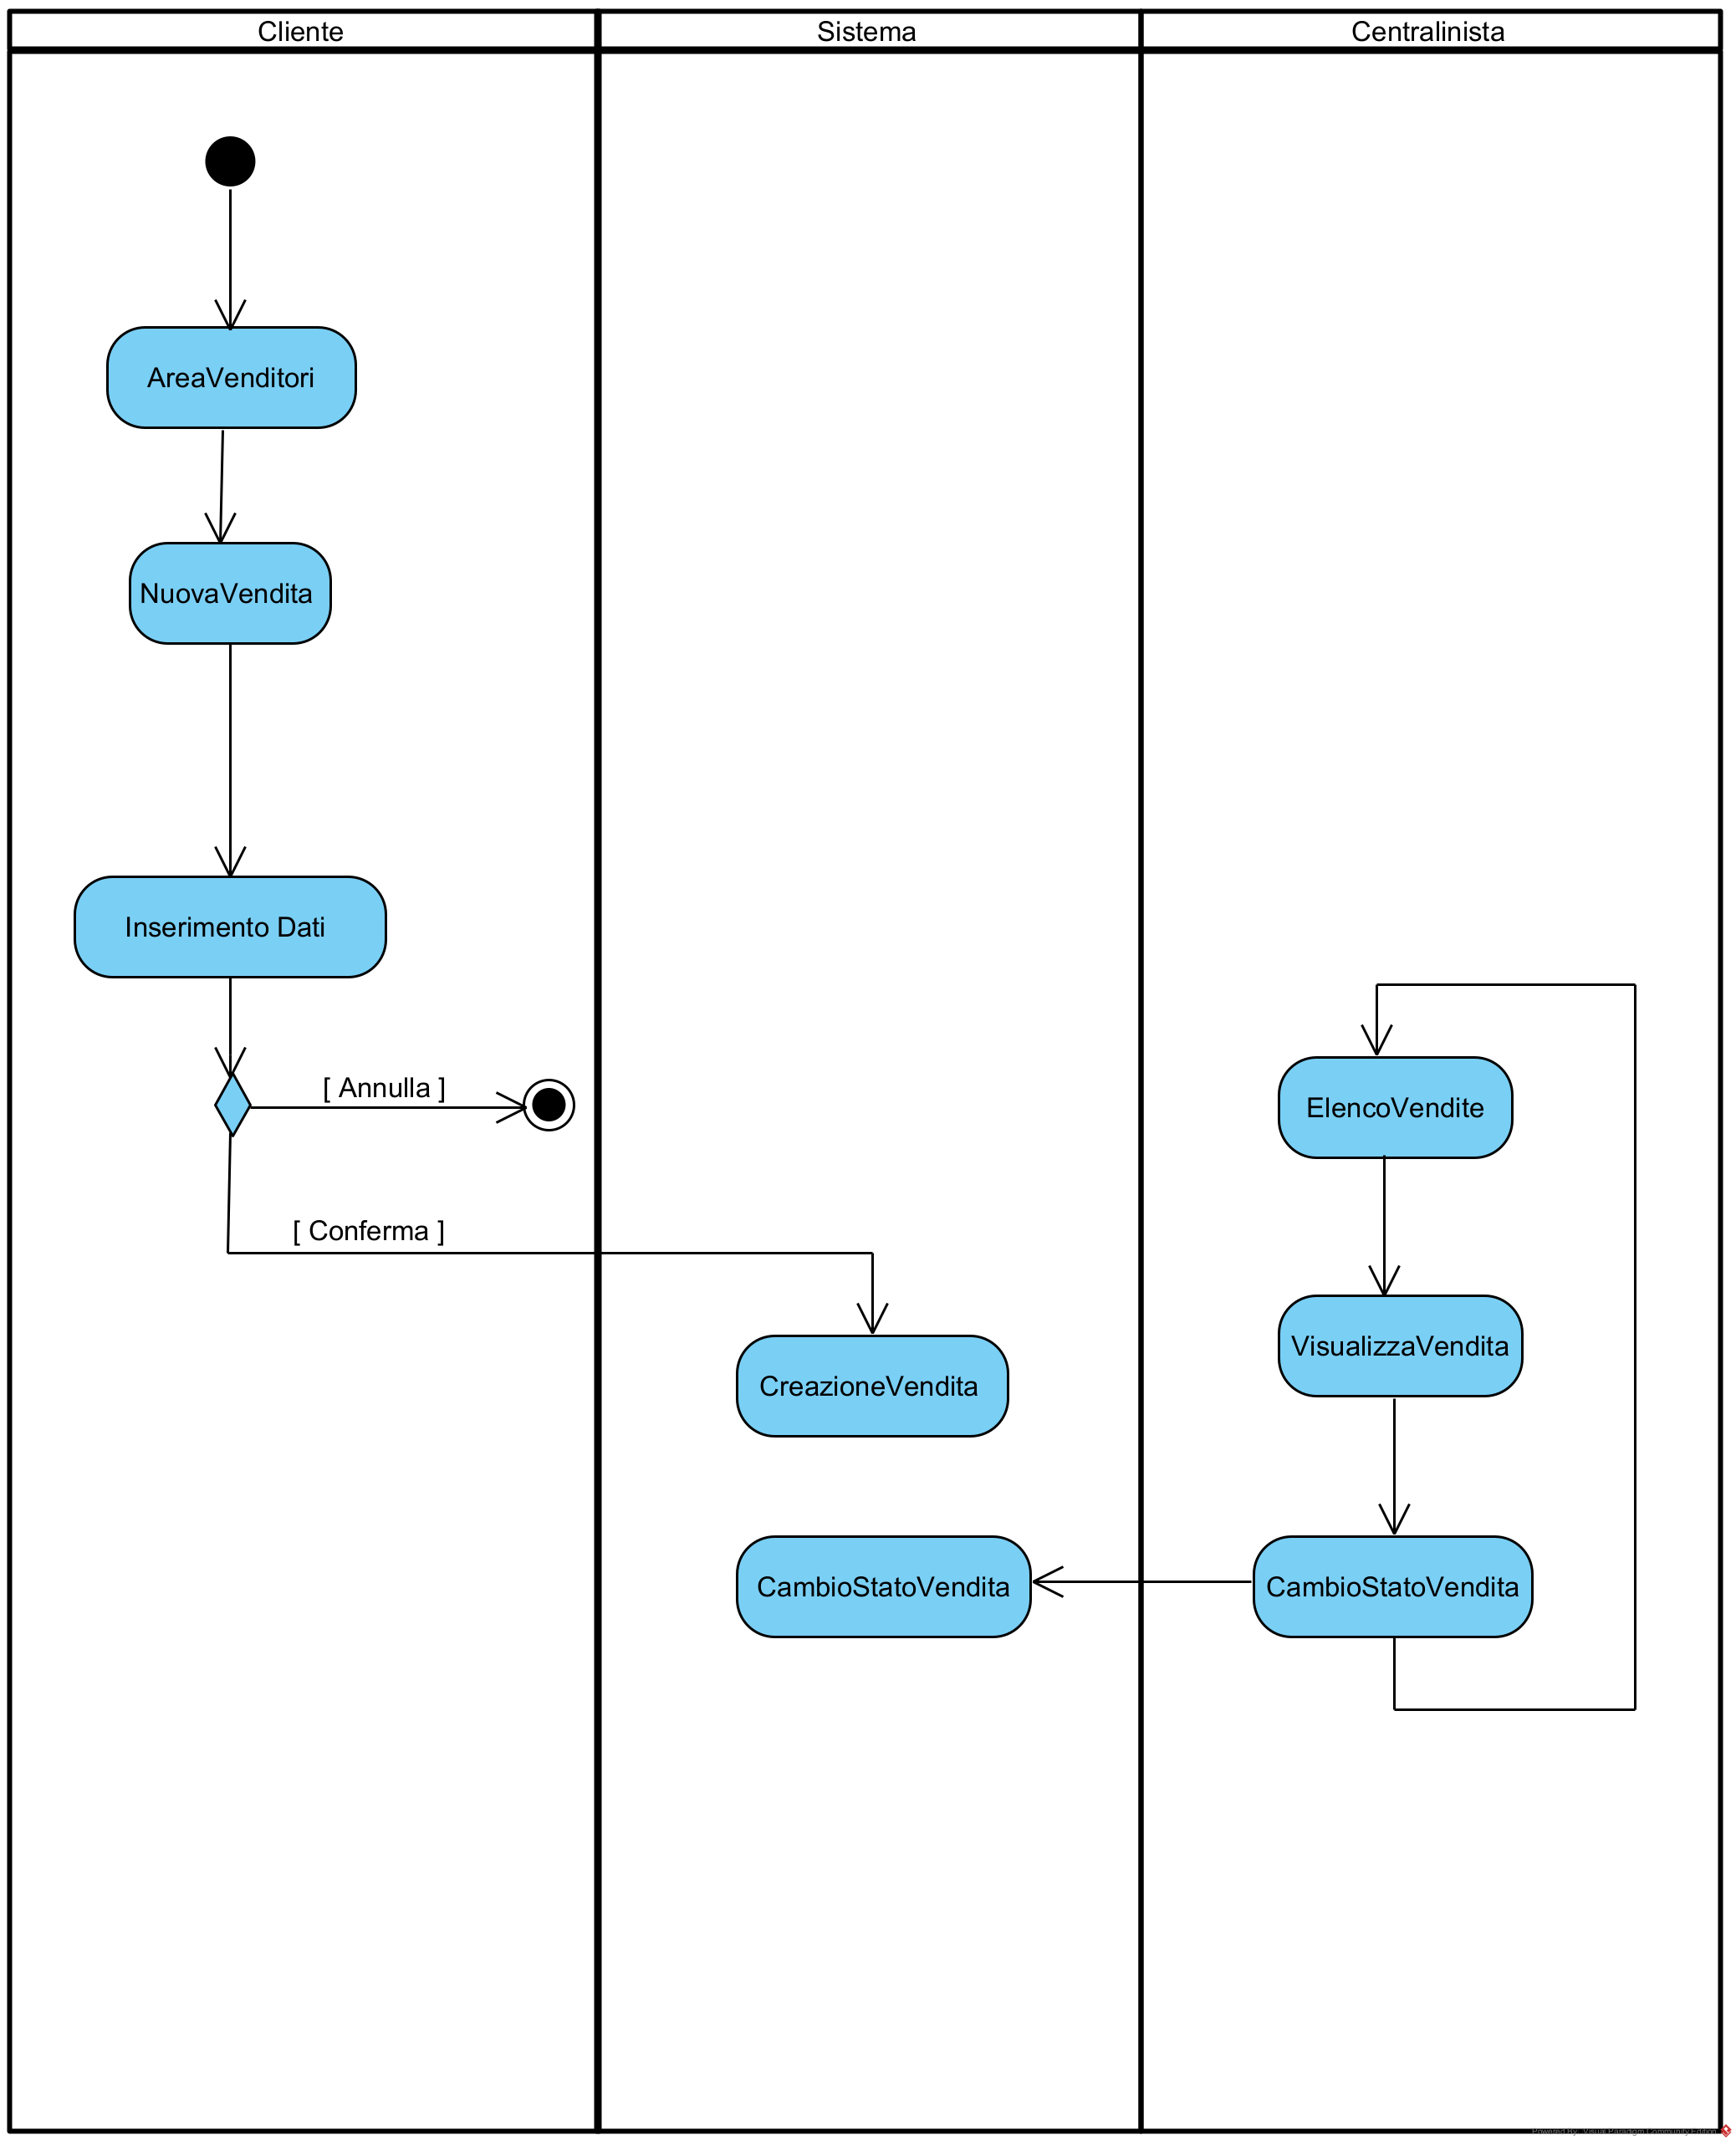 Cliente
Sistema
Centralinista
AreaVenditori
NuovaVendita
Inserimento Dati
[ Annulla ]
ElencoVendite
[ Conferma ]
VisualizzaVendita
CreazioneVendita
CambioStatoVendita
CambioStatoVendita
Powered By Visual Paradigm Community Edition